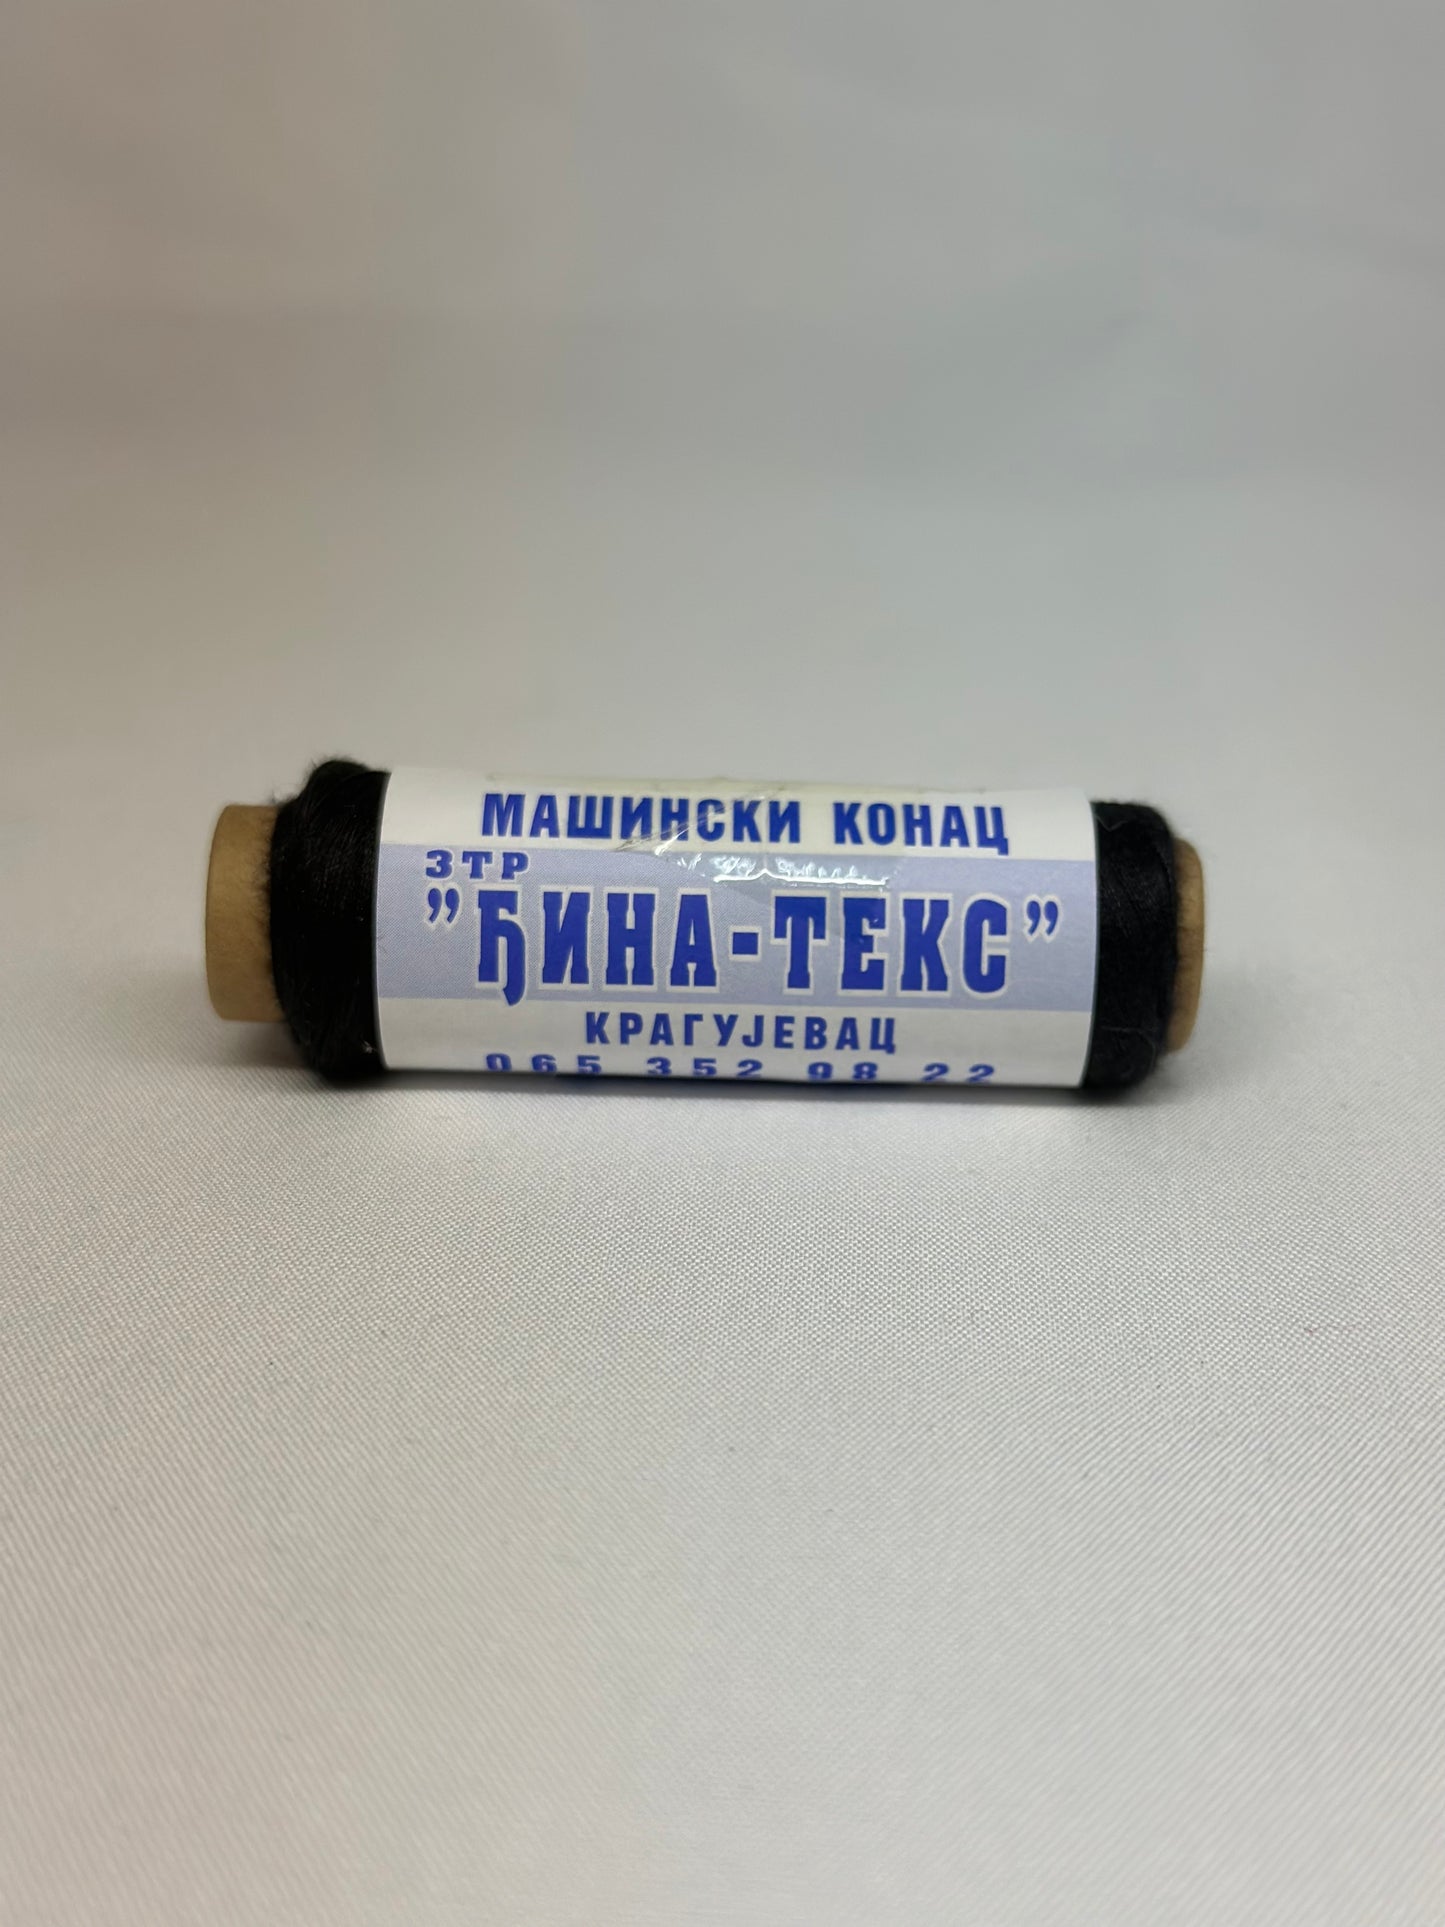 МАШИНСКИ КОНАЦ
ЗТР
"ЂИНА-ТЕКС"
КРАГУЈЕВАЦ
065 352 98 22